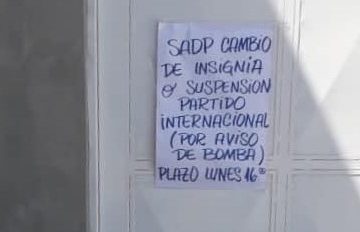 SADP CAMBIO
DE INSIGNIA
O SUSPENSION
PARTIDO
INTERNACIONAL
(POR AVISO
DE BOMBA)
PLAZO LUNES 16